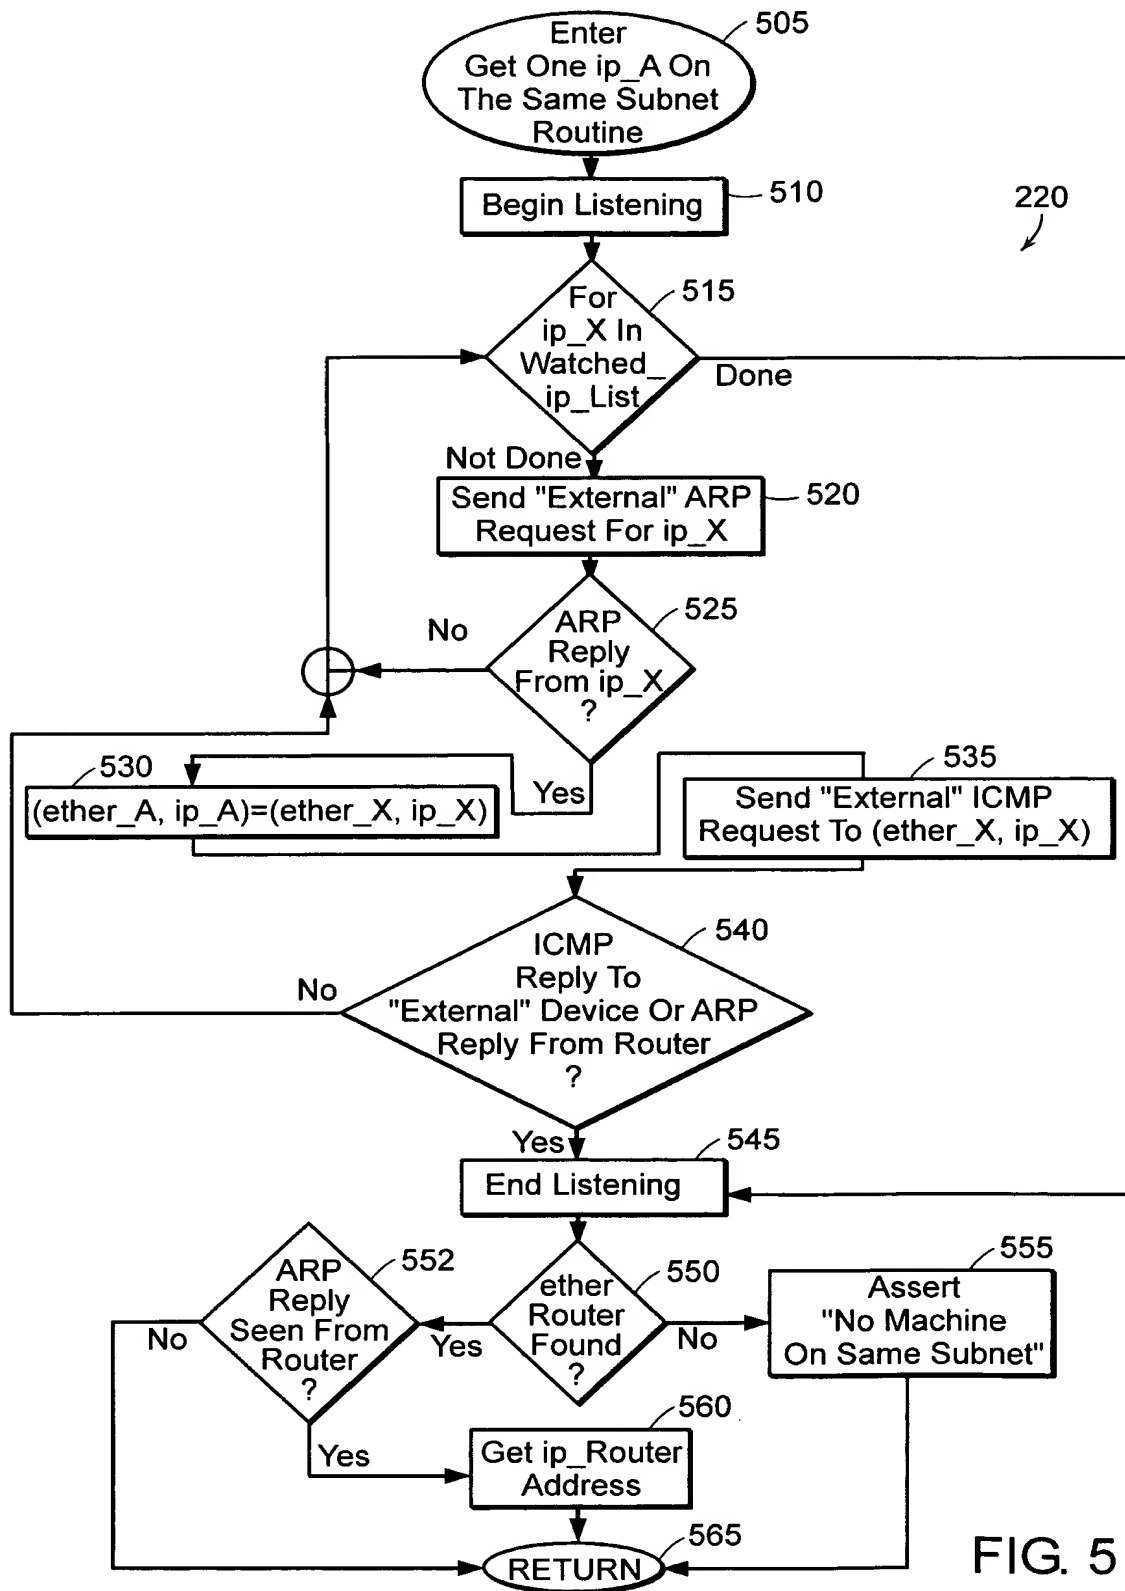 505
Enter
Get One ip_A On
The Same Subnet
Routine
510
Begin Listening
220
515
For
ip_X In
Watched_
ip_List
Done
Not Done
Send "External" ARP
Request For ip_X
520
525
ARP
Reply
From ip_X
?
No
Yes
530
(ether_A, ip_A)=(ether_X, ip_X)
535
Send "External" ICMP
Request To (ether_X, ip_X)
540
ICMP
Reply To
"External" Device Or ARP
Reply From Router
?
No
Yes
545
End Listening
552
ARP
Reply
Seen From
Router
?
No
Yes
550
ether
Router
Found
?
Yes
No
555
Assert
"No Machine
On Same Subnet"
560
Get ip_Router
Address
565
RETURN
FIG. 5